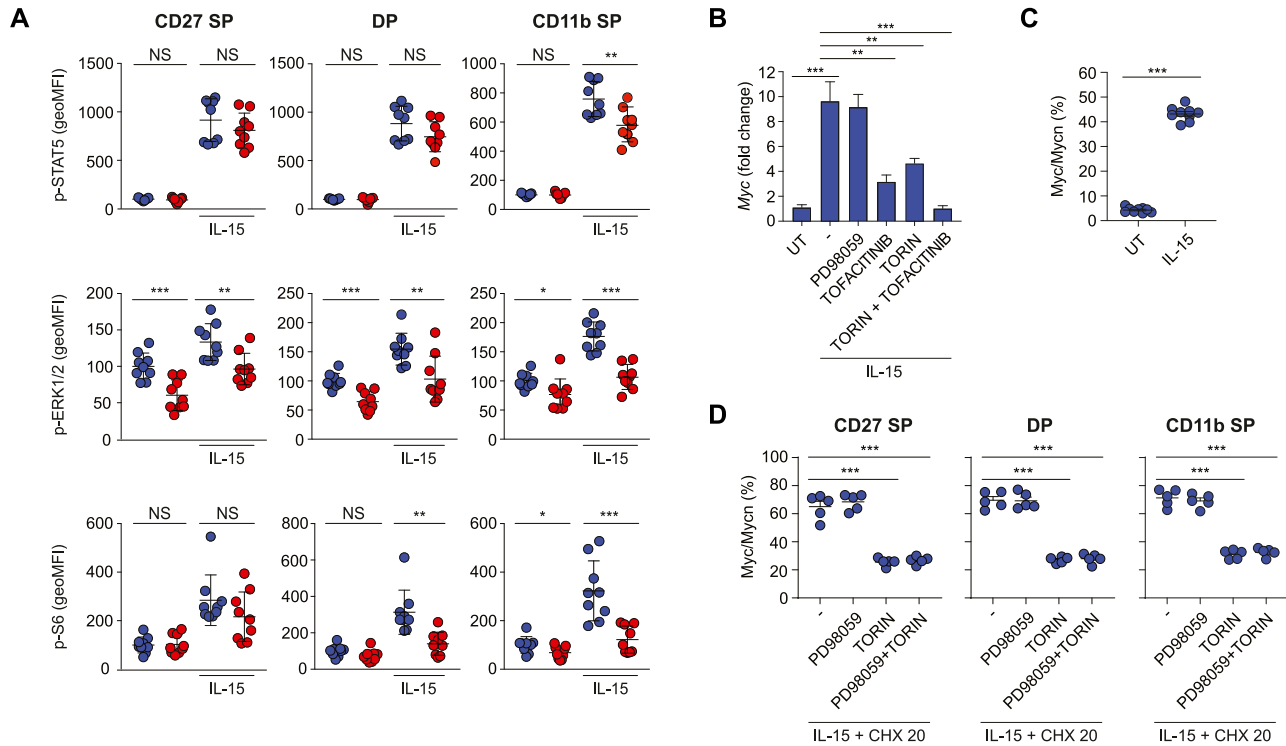 A
CD27 SP
DP
CD11b SP
NS
NS
NS
NS
NS
**
p-STAT5 (geoMFI)
1500
1000
500
0
1500
1000
500
0
1000
800
600
400
200
0
IL-15
IL-15
IL-15
***
**
***
**
*
***
p-ERK1/2 (geoMFI)
200
150
100
50
0
250
200
150
100
50
0
250
200
150
100
50
0
IL-15
IL-15
IL-15
NS
NS
NS
**
*
***
p-S6 (geoMFI)
600
400
200
0
800
600
400
200
0
600
400
200
0
IL-15
IL-15
IL-15
B
***
**
**
***
Myc (fold change)
12
10
8
6
4
2
0
UT
-
PD98059
TOFACITINIB
TORIN
TORIN + TOFACITINIB
IL-15
C
***
Myc/Mycn (%)
60
50
40
30
20
10
0
UT
IL-15
D
CD27 SP
DP
CD11b SP
***
***
***
***
***
***
Myc/Mycn (%)
100
80
60
40
20
0
-
PD98059
TORIN
PD98059+TORIN
-
PD98059
TORIN
PD98059+TORIN
-
PD98059
TORIN
PD98059+TORIN
IL-15 + CHX 20
IL-15 + CHX 20
IL-15 + CHX 20